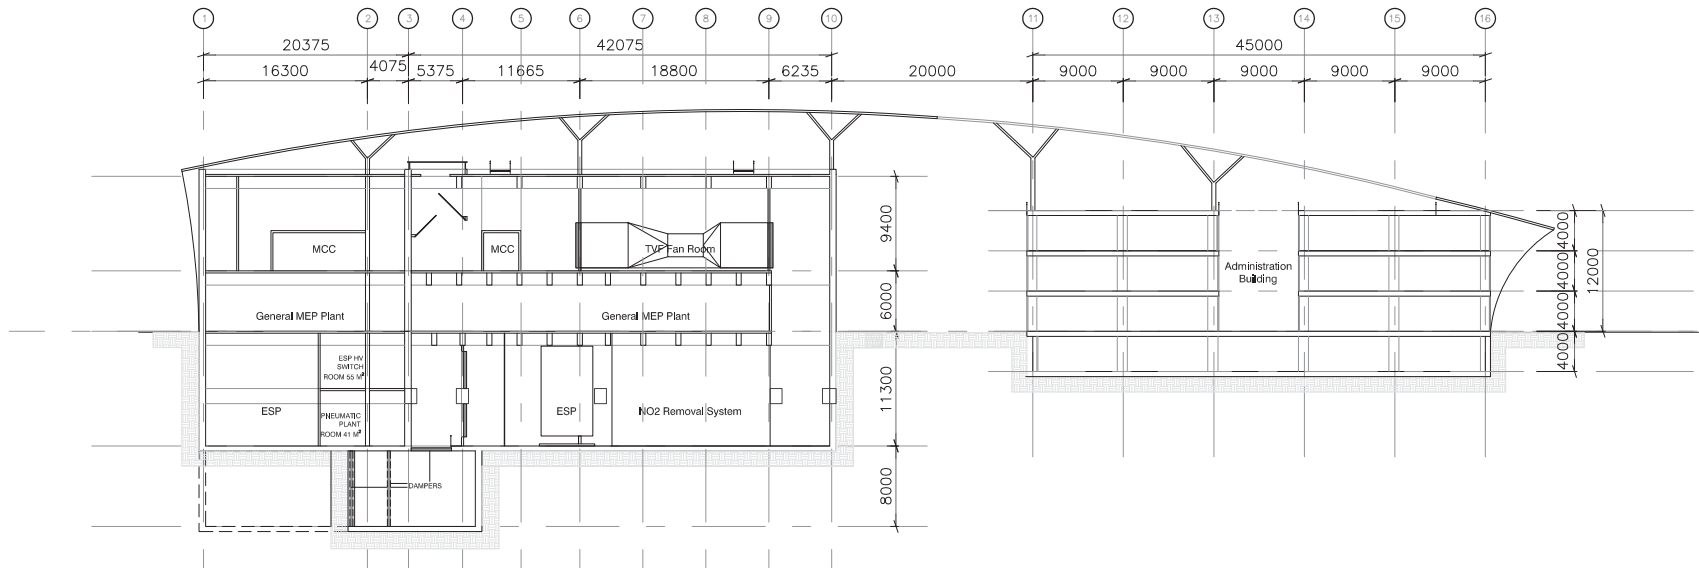 1 2 3 4 5 6 7 8 9 10 11 12 13 14 15 16
20375 42075 45000
16300 4075 5375 11665 18800 6235 20000 9000 9000 9000 9000 9000
9400
MCC
MCC
TVF Fan Room
4000
4000
4000
12000
Administration
Building
6000
General MEP Plant
General MEP Plant
ESP HV
SWITCH
ROOM 55 M²
4000
11300
ESP
PNEUMATIC
PLANT
ROOM 41 M²
ESP
NO2 Removal System
DAMPERS
8000